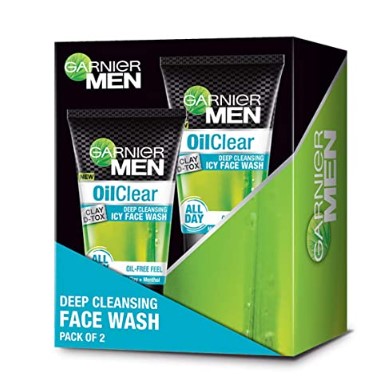 GARNIER
MEN
GARNIER
MEN
OilClear
CLAY
D-TOX
DEEP CLEANSING
ICY FACE WASH
ALL
DAY
GARNIER
MEN
NEW
OilClear
CLAY
D-TOX
DEEP CLEANSING
ICY FACE WASH
OIL-FREE FEEL
Menthol
GARNIER
MEN
DEEP CLEANSING
FACE WASH
PACK OF 2